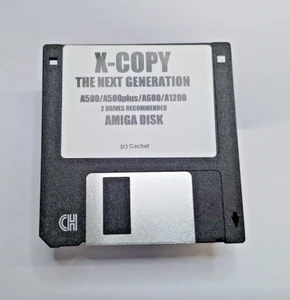 X-COPY
THE NEXT GENERATION
A500/A500plus/A600/A1200
2 DRIVES RECOMMENDED
AMIGA DISK
(c) Cachet
CH